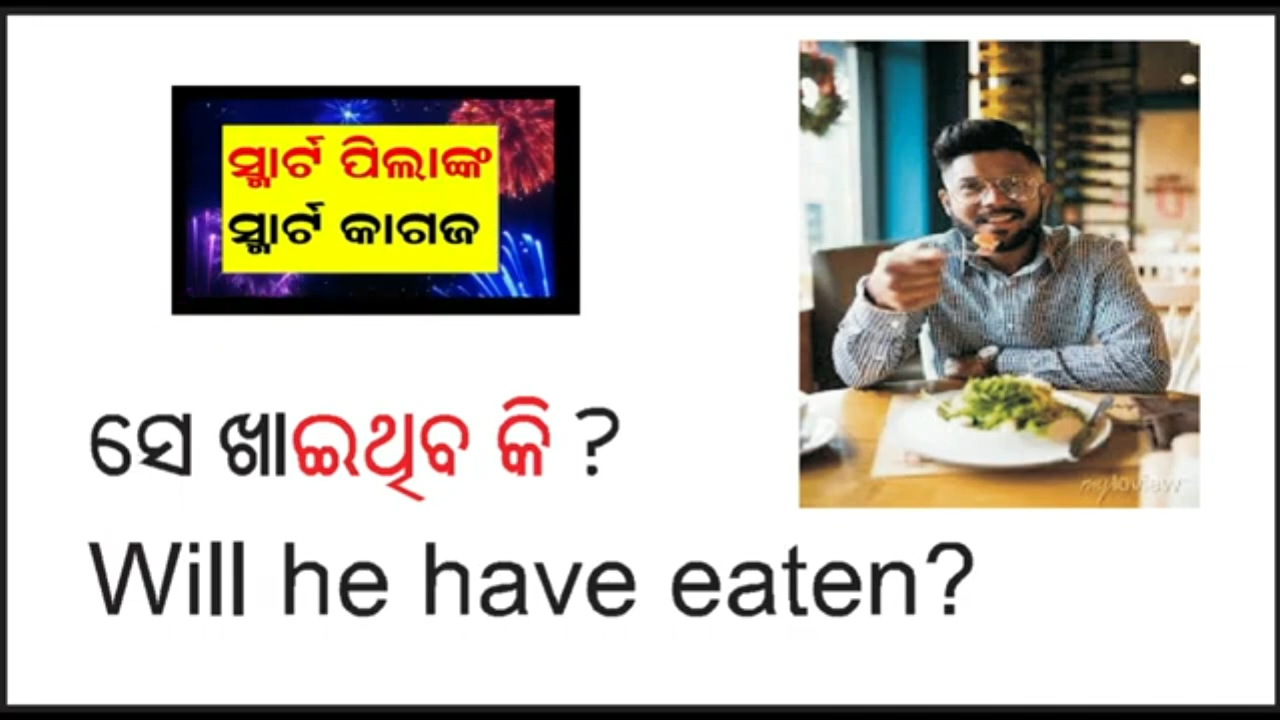 ସ୍ମାର୍ଟ ପିଲାଙ୍କ
ସ୍ମାର୍ଟ କାଗଜ
ସେ ଖାଇଥିବ କି ?
Will he have eaten?